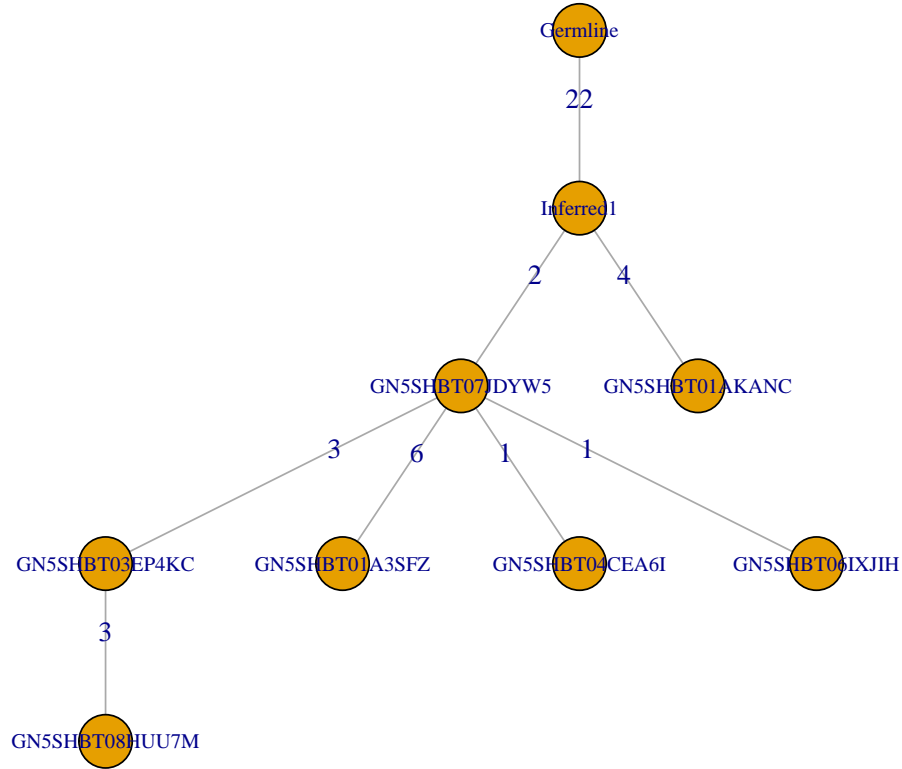 Germline
22
Inferred1
2
4
GN5SHBT07JDYW5
GN5SHBT01AKANC
3
6
1
1
GN5SHBT03EP4KC
GN5SHBT01A3SFZ
GN5SHBT04CEA6I
GN5SHBT06IXJIH
3
GN5SHBT08HUU7M